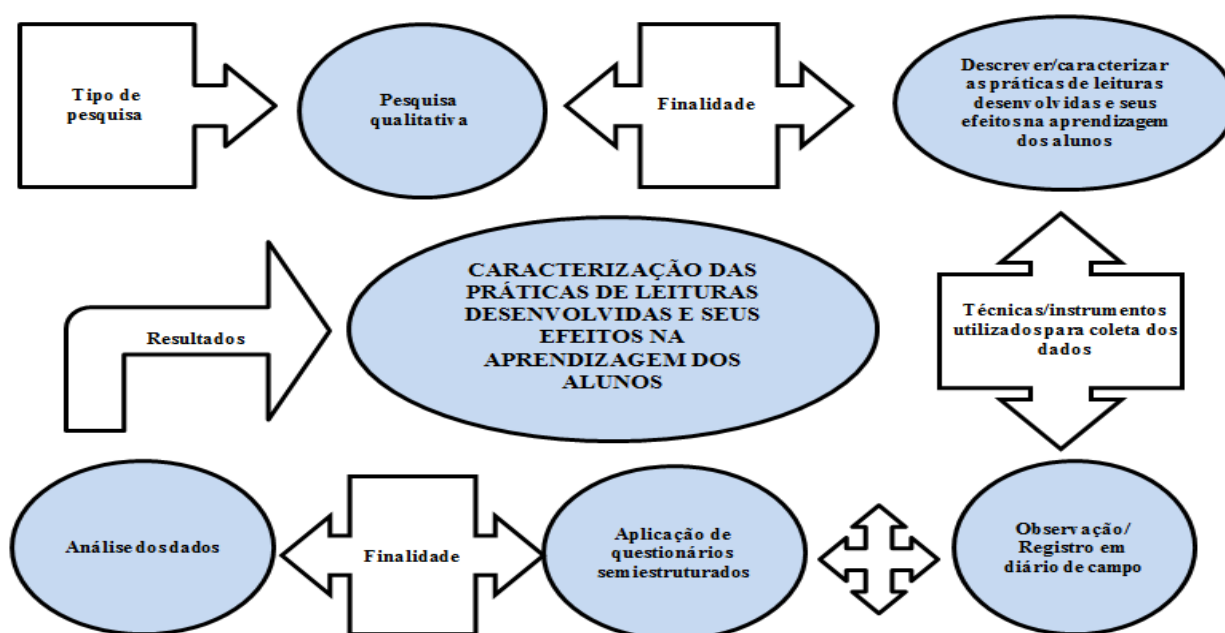 Tipo de
pesquisa
Pesquisa
qualitativa
Finalidade
Descrever/caracterizar
as práticas de leituras
desenvolvidas e seus
efeitos na aprendizagem
dos alunos
Resultados
CARACTERIZAÇÃO DAS
PRÁTICAS DE LEITURAS
DESENVOLVIDAS E SEUS
EFEITOS NA
APRENDIZAGEM DOS
ALUNOS
Técnicas/instrumentos
utilizados para coleta dos
dados
Análise dos dados
Finalidade
Aplicação de
questionários
semiestruturados
Observação/
Registro em
diário de campo